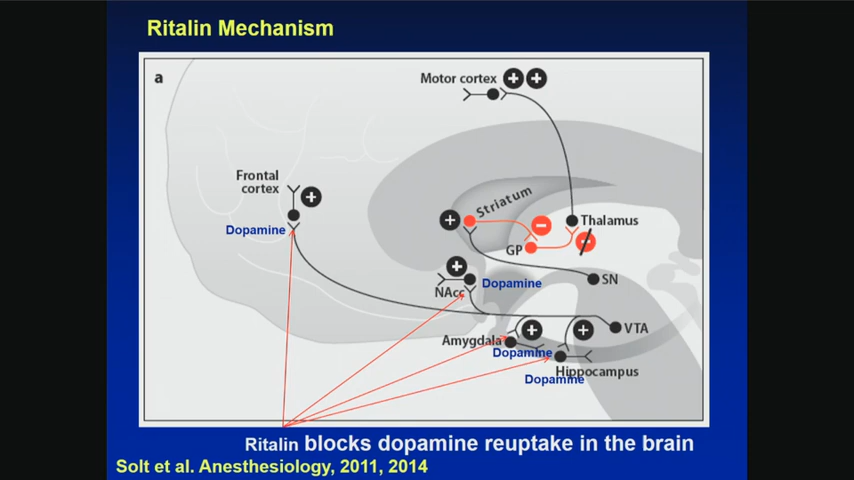 Ritalin Mechanism
a
Motor cortex + +
Frontal
cortex +
Dopamine
Striatum
+
−
Thalamus
GP
−
+
NAcc
Dopamine
SN
+
+
VTA
Amygdala
Dopamine
Hippocampus
Dopamine
Ritalin blocks dopamine reuptake in the brain
Solt et al. Anesthesiology, 2011, 2014